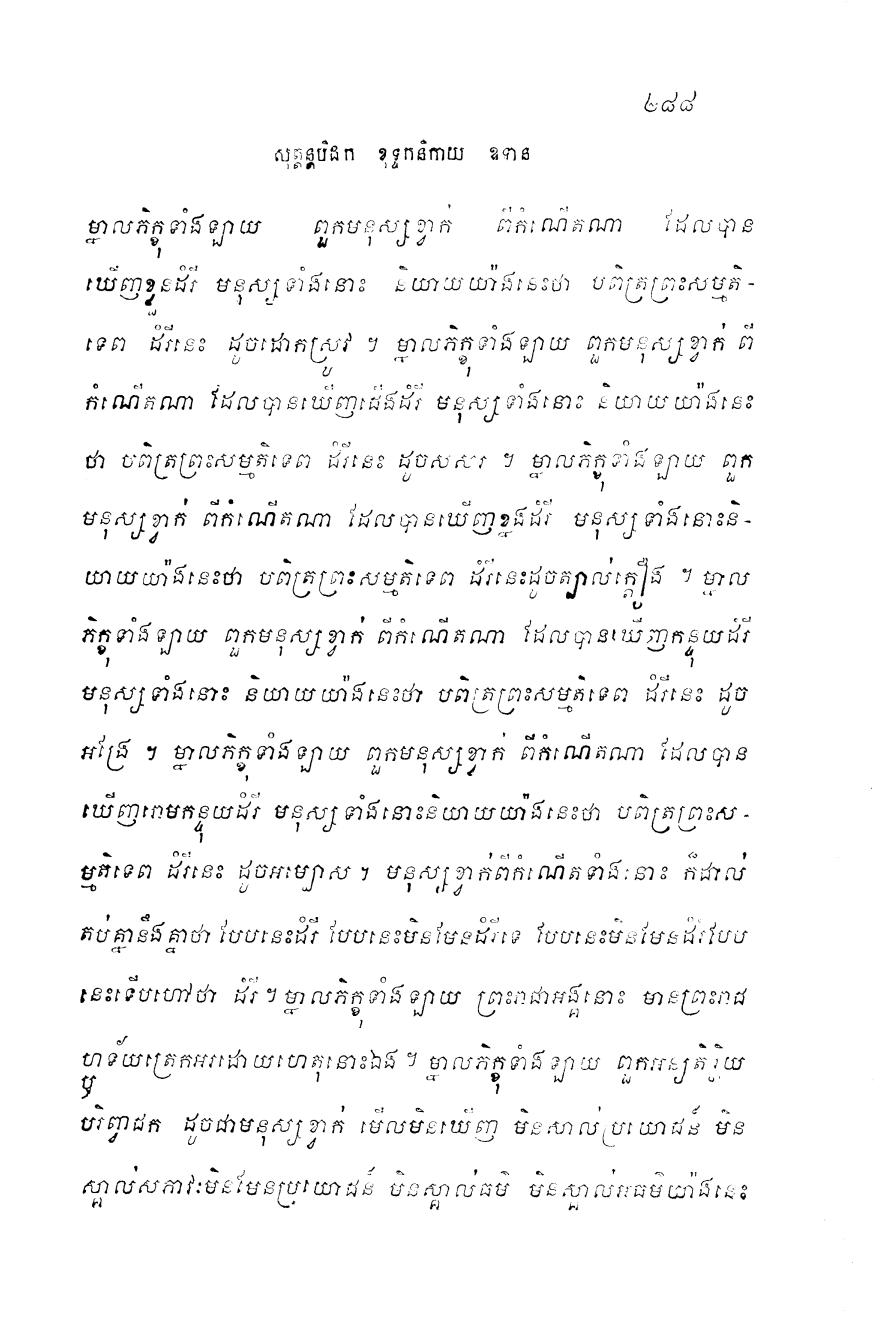 ២៨៨
សុត្តន្តបិដក ខុទ្ទកនិកាយ ឧទាន
ម្នាលភិក្ខុទាំងឡាយ ពួកមនុស្សខ្វាក់ ពីកំណើតណា ដែលបាន
ឃើញខ្លួនដំរី មនុស្សទាំងនោះ និយាយយ៉ាងនេះថា បពិត្រព្រះសម្មតិ-
ទេព ដំរីនេះ ដូចជោកស្រូវ ។ ម្នាលភិក្ខុទាំងឡាយ ពួកមនុស្សខ្វាក់ ពី
កំណើតណា ដែលបានឃើញជើងដំរី មនុស្សទាំងនោះ និយាយយ៉ាងនេះ
ថា បពិត្រព្រះសម្មតិទេព ដំរីនេះ ដូចសសរ ។ ម្នាលភិក្ខុទាំងឡាយ ពួក
មនុស្សខ្វាក់ ពីកំណើតណា ដែលបានឃើញខ្នងដំរី មនុស្សទាំងនោះនិ-
យាយយ៉ាងនេះថា បពិត្រព្រះសម្មតិទេព ដំរីនេះដូចត្បាល់ក្តឿង ។ ម្នាល
ភិក្ខុទាំងឡាយ ពួកមនុស្សខ្វាក់ ពីកំណើតណា ដែលបានឃើញកន្ទុយដំរី
មនុស្សទាំងនោះ និយាយយ៉ាងនេះថា បពិត្រព្រះសម្មតិទេព ដំរីនេះ ដូច
អង្រែ ។ ម្នាលភិក្ខុទាំងឡាយ ពួកមនុស្សខ្វាក់ ពីកំណើតណា ដែលបាន
ឃើញរោមកន្ទុយដំរី មនុស្សទាំងនោះនិយាយយ៉ាងនេះថា បពិត្រព្រះស-
ម្មតិទេព ដំរីនេះ ដូចអម្បោស ។ មនុស្សខ្វាក់ពីកំណើតទាំងនោះ ក៏ដាល់
តប់គ្នានឹងគ្នាថា បែបនេះដំរី បែបនេះមិនមែនដំរីទេ បែបនេះមិនមែនដំរីបែប
នេះទើបហៅថា ដំរី ។ ម្នាលភិក្ខុទាំងឡាយ ព្រះរាជាអង្គនោះ មានព្រះរាជ
ហឫទ័យត្រេកអរដោយហេតុនោះឯង ។ ម្នាលភិក្ខុទាំងឡាយ ពួកអន្យតិរ្ថិយ
បរិព្វាជក ដូចជាមនុស្សខ្វាក់ មើលមិនឃើញ មិនស្គាល់ប្រយោជន៍ មិន
ស្គាល់សភាវៈមិនមែនប្រយោជន៍ មិនស្គាល់ធម៌ មិនស្គាល់អធម៌យ៉ាងនេះ